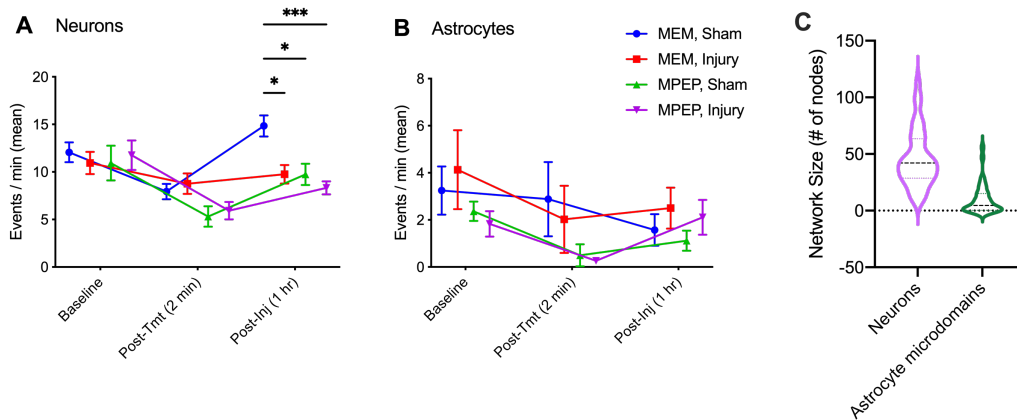 A Neurons
***
*
*
Events / min (mean)
20
15
10
5
0
Baseline
Post-Tmt (2 min)
Post-Inj (1 hr)
B Astrocytes
MEM, Sham
MEM, Injury
MPEP, Sham
MPEP, Injury
Events / min (mean)
8
6
4
2
0
Baseline
Post-Tmt (2 min)
Post-Inj (1 hr)
C
Network Size (# of nodes)
150
100
50
0
-50
Neurons
Astrocyte microdomains